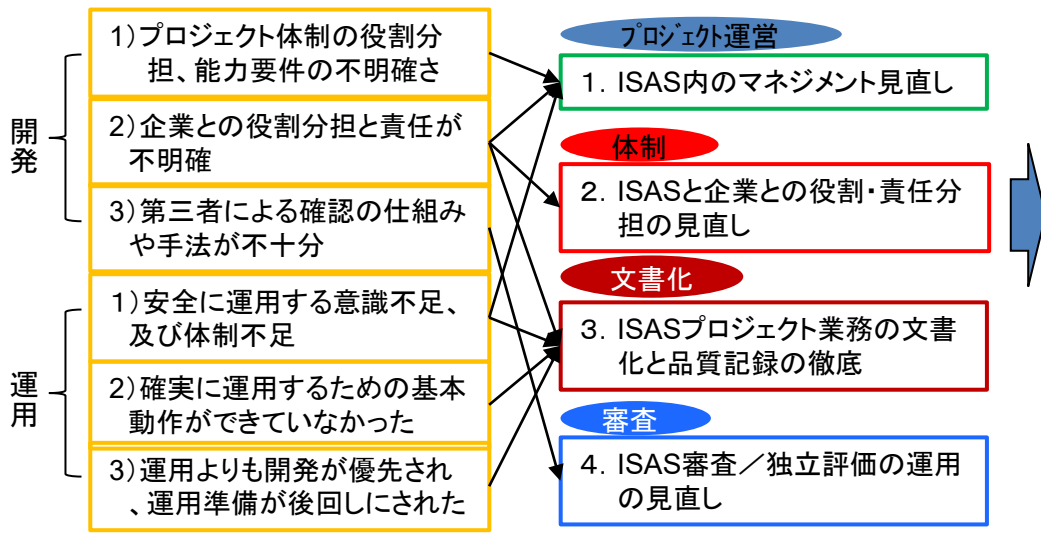 開発
1)プロジェクト体制の役割分
担、能力要件の不明確さ
2)企業との役割分担と責任が
不明確
3)第三者による確認の仕組み
や手法が不十分
運用
1)安全に運用する意識不足、
及び体制不足
2)確実に運用するための基本
動作ができていなかった
3)運用よりも開発が優先され
、運用準備が後回しにされた
プロジェクト運営
1. ISAS内のマネジメント見直し
体制
2. ISASと企業との役割・責任分
担の見直し
文書化
3. ISASプロジェクト業務の文書
化と品質記録の徹底
審査
4. ISAS審査/独立評価の運用
の見直し